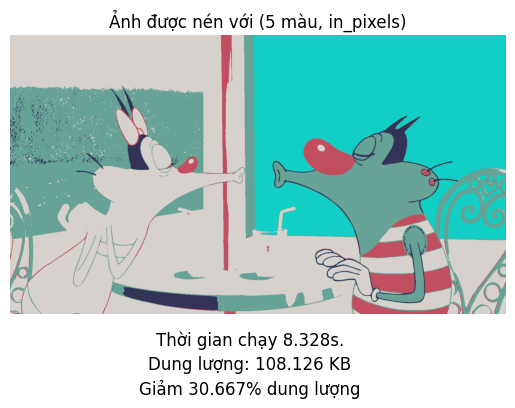 Ảnh được nén với (5 màu, in_pixels)
Thời gian chạy 8.328s.
Dung lượng: 108.126 KB
Giảm 30.667% dung lượng